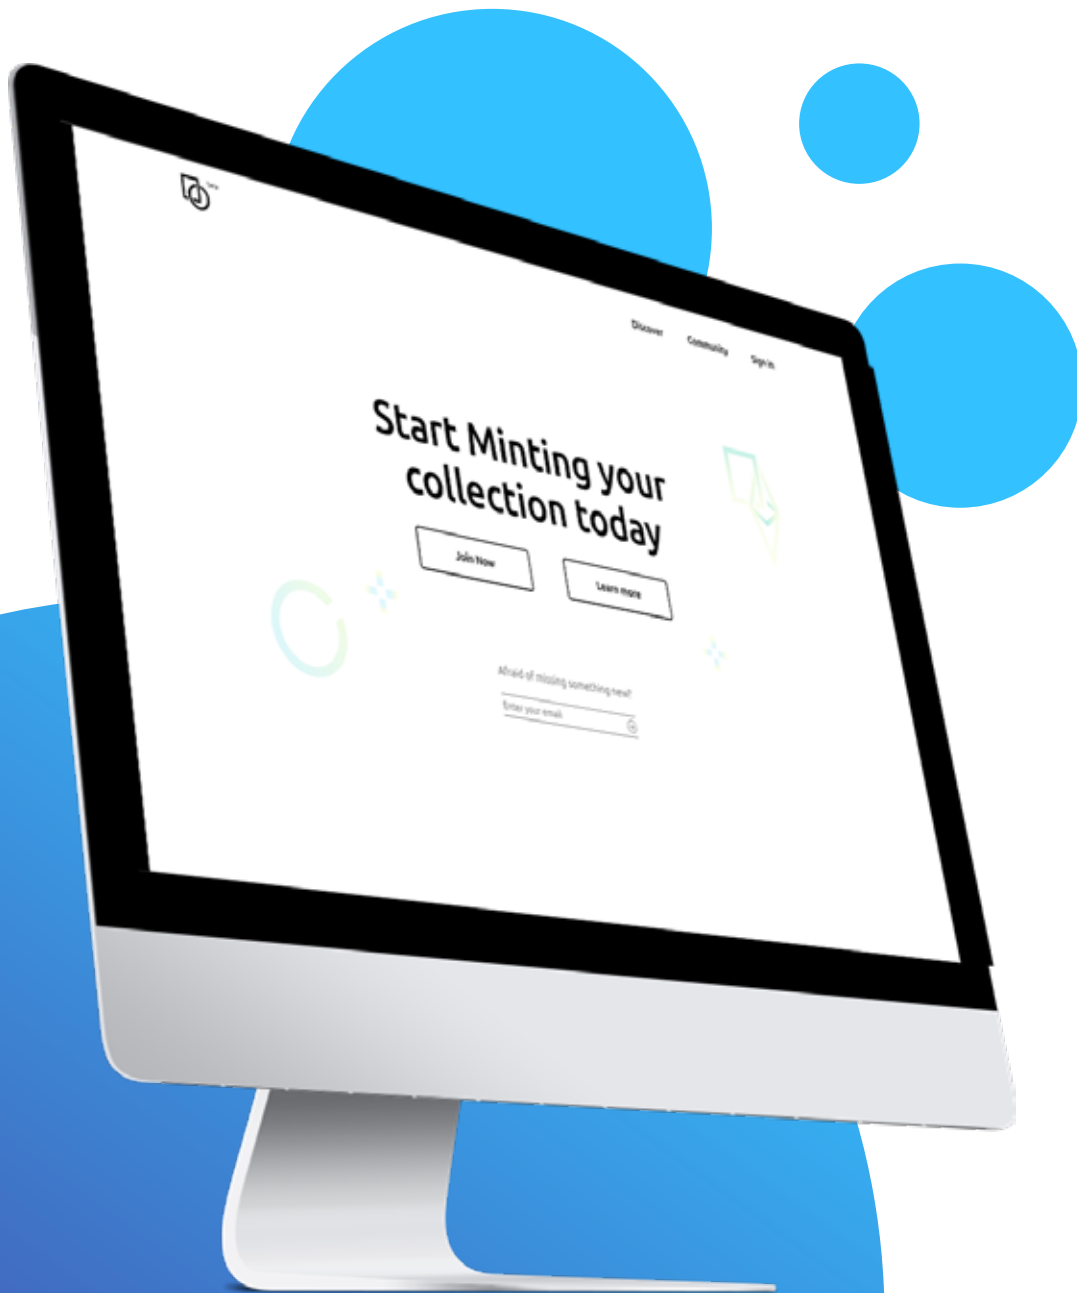 Discover Community Sign in
Start Minting your
collection today
Join Now Learn more
Afraid of missing something new?
Enter your email